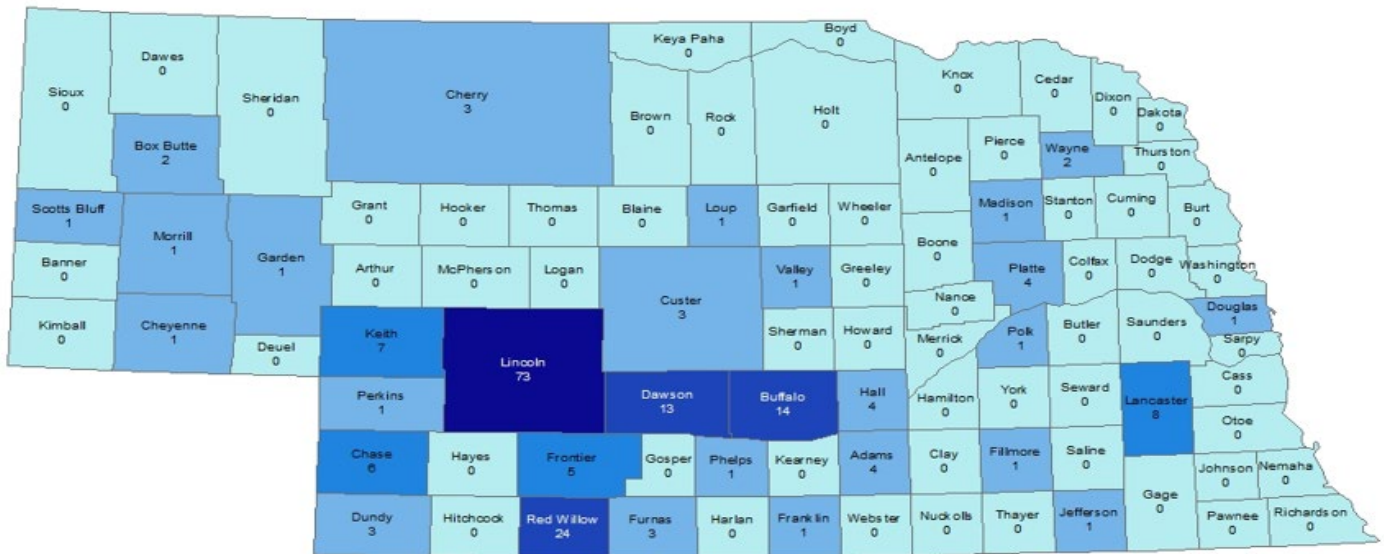 Boyd
0
Keya Paha
0
Dawes
0
Knox
0
Cedar
0
Sioux
0
Sheridan
0
Cherry
3
Brown
0
Rock
0
Holt
0
Dixon
0
Dakota
0
Box Butte
2
Antelope
0
Pierce
0
Wayne
2
Thurston
0
Scotts Bluff
1
Grant
0
Hooker
0
Thomas
0
Blaine
0
Loup
1
Garfield
0
Wheeler
0
Madison
1
Stanton
0
Cuming
0
Burt
0
Morrill
1
Garden
1
Banner
0
Arthur
0
McPherson
0
Logan
0
Custer
3
Valley
1
Greeley
0
Boone
0
Platte
4
Colfax
0
Dodge
0
Washington
0
Nance
0
Douglas
1
Kimball
0
Cheyenne
1
Deuel
0
Keith
7
Lincoln
73
Sherman
0
Howard
0
Merrick
0
Polk
1
Butler
0
Saunders
0
Sarpy
0
Perkins
1
Dawson
13
Buffalo
14
Hall
4
Hamilton
0
York
0
Seward
0
Lancaster
8
Cass
0
Otoe
0
Chase
6
Hayes
0
Frontier
5
Gosper
0
Phelps
1
Kearney
0
Adams
4
Clay
0
Fillmore
1
Saline
0
Johnson
0
Nemaha
0
Gage
0
Dundy
3
Hitchcock
0
Red Willow
24
Furnas
3
Harlan
0
Franklin
1
Webster
0
Nuckolls
0
Thayer
0
Jefferson
1
Pawnee
0
Richardson
0